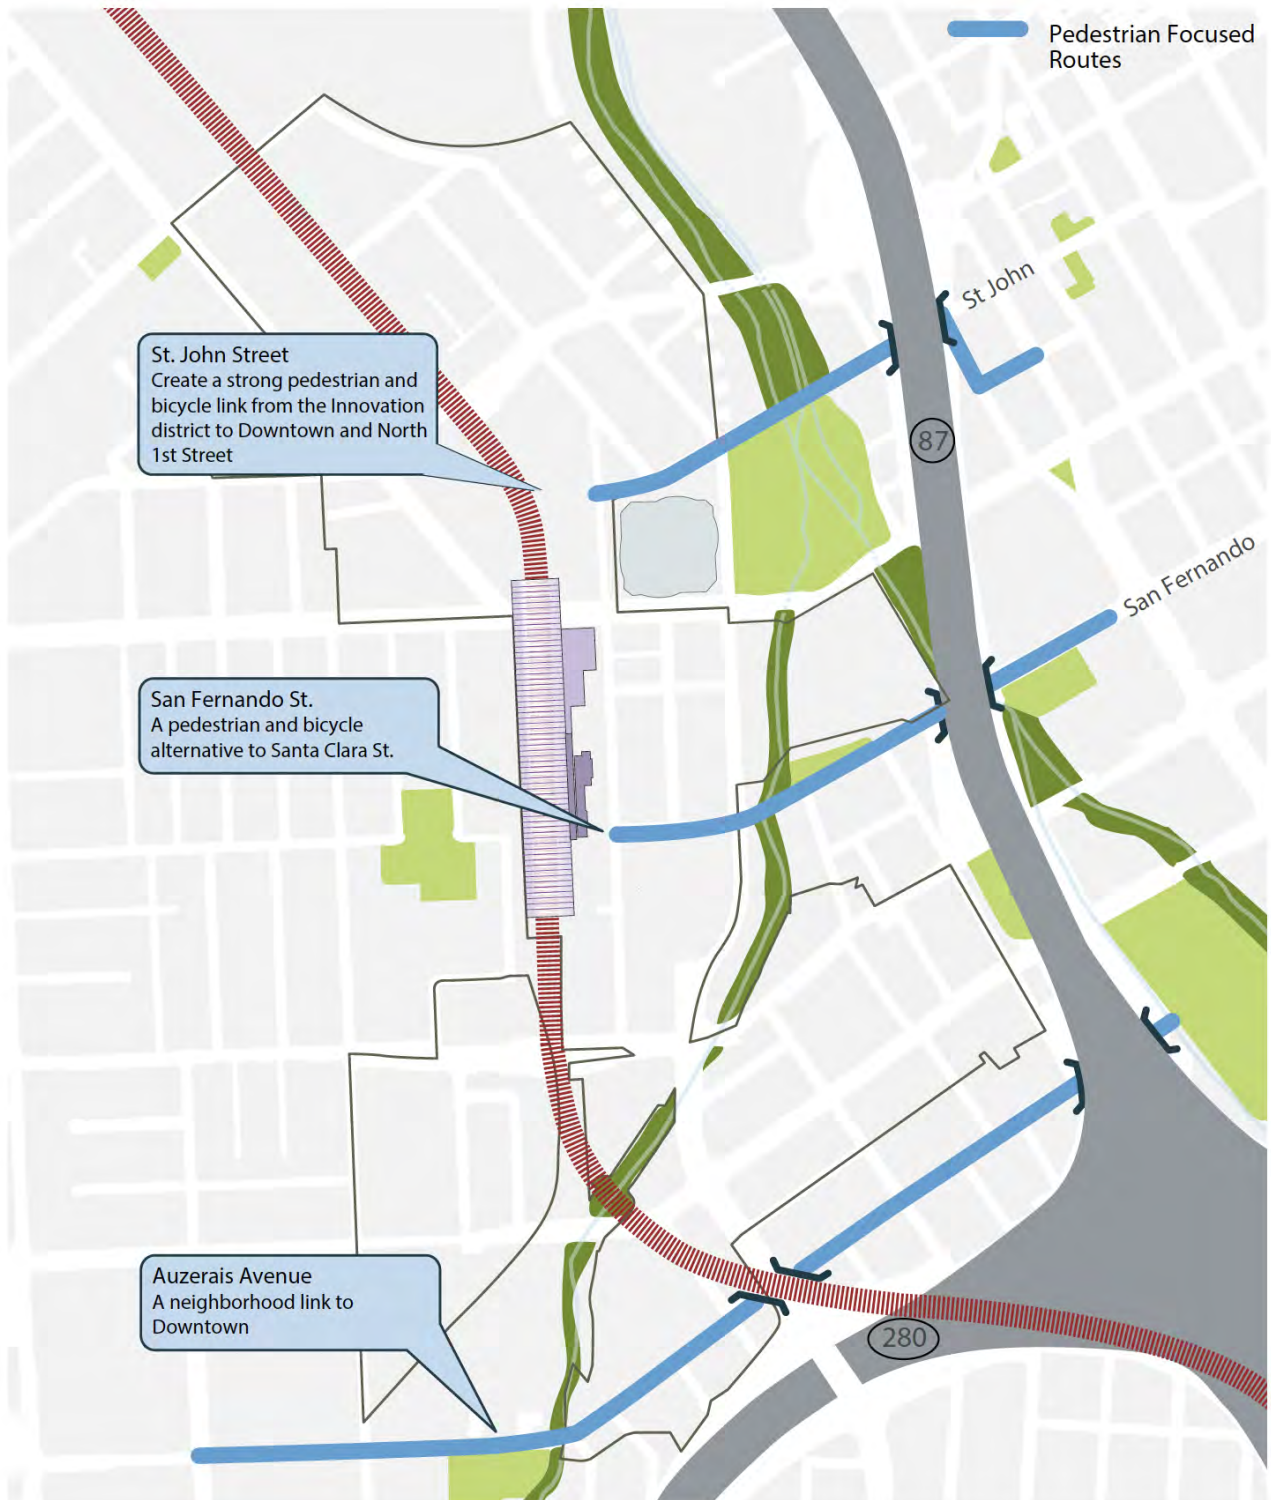 Pedestrian Focused
Routes
St John
St. John Street
Create a strong pedestrian and
bicycle link from the Innovation
district to Downtown and North
1st Street
87
San Fernando
San Fernando St.
A pedestrian and bicycle
alternative to Santa Clara St.
Auzerais Avenue
A neighborhood link to
Downtown
280